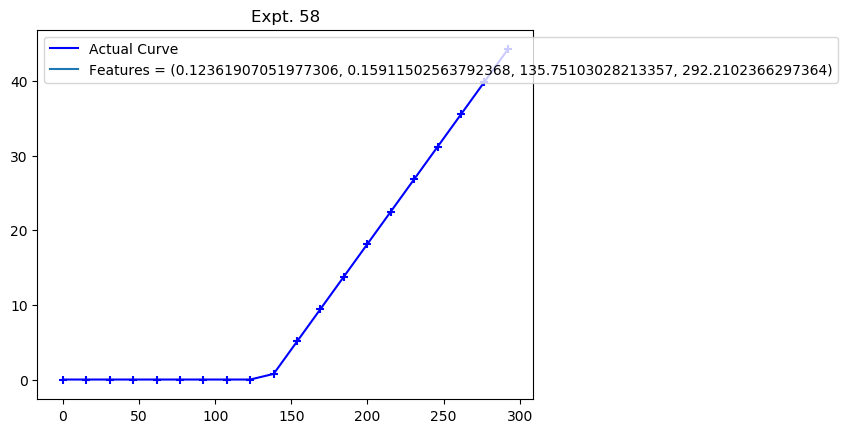 Expt. 58
Actual Curve
Features = (0.12361907051977306, 0.15911502563792368, 135.75103028213357, 292.2102366297364)
40
30
20
10
0
0 50 100 150 200 250 300